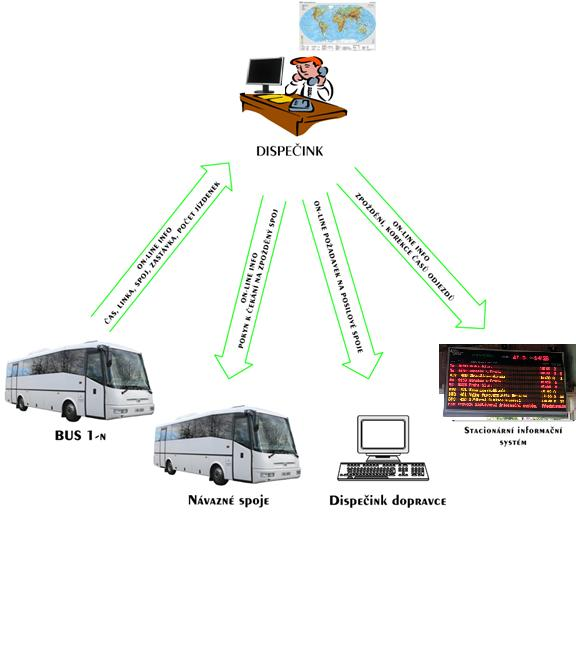 DISPEČINK
ON-LINE INFO
ČAS, LINKA, SPOJ, ZASTÁVKA, POČET JÍZDENEK
ON-LINE INFO
POKYN K ČEKÁNÍ NA ZPOŽDĚNÝ SPOJ
ON-LINE POŽADAVEK NA POSILOVÉ SPOJE
ON-LINE INFO
ZPOŽDĚNÍ, KOREKCE ČASŮ ODJEZDŮ
BUS 1-N
NÁVAZNÉ SPOJE
DISPEČINK DOPRAVCE
STACIONÁRNÍ INFORMAČNÍ
SYSTÉM